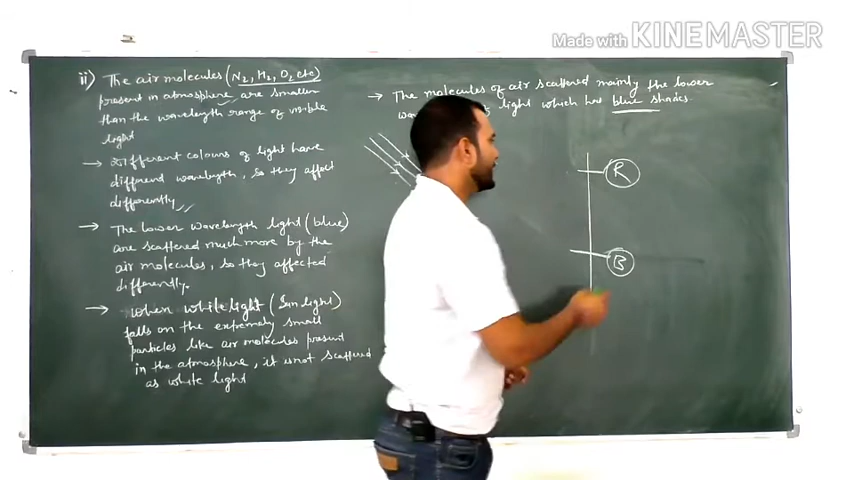 Made with KINEMASTER
ii) The air molecules (N2, H2, O2 etc)
present in atmosphere are smaller
than the wavelength range of visible
light
→ Different colours of light have
different wavelength, so they affect
differently
→ The lower wavelength light (blue)
are scattered much more by the
air molecules, so they affected
differently.
→ When white light (Sun light)
falls on the extremely small
particles like air molecules present
in the atmosphere, it is not scattered
as white light
→ The molecules of air scattered mainly the lower
light which has blue shades.
R
B